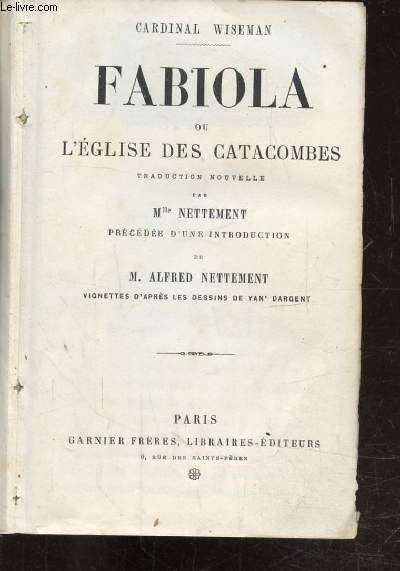 Le-livre.com
CARDINAL WISEMAN
FABIOLA
OU
L'ÉGLISE DES CATACOMBES
TRADUCTION NOUVELLE
PAR
Mlle NETTEMENT
PRÉCÉDÉE D'UNE INTRODUCTION
DE
M. ALFRED NETTEMENT
VIGNETTES D'APRÈS LES DESSINS DE YAN' DARGENT
PARIS
GARNIER FRÈRES, LIBRAIRES-ÉDITEURS
6, RUE DES SAINTS-PÈRES